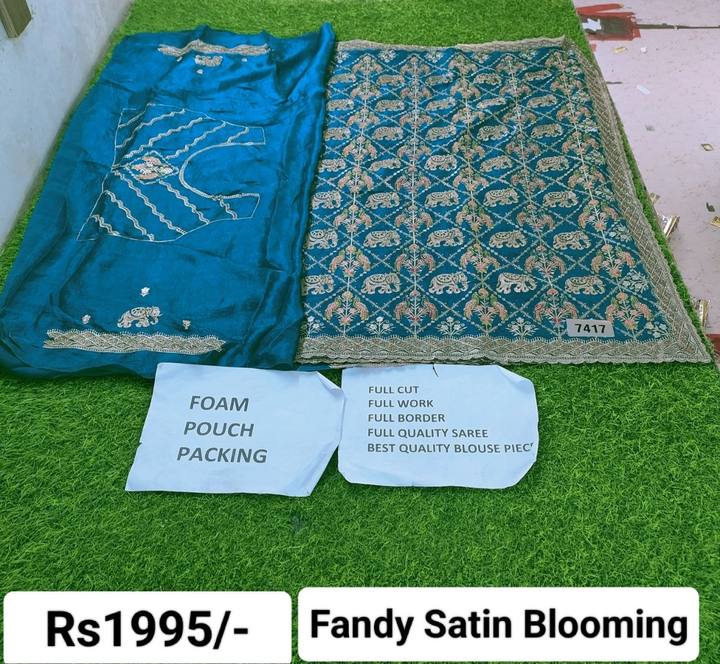 7417
FOAM
POUCH
PACKING
FULL CUT
FULL WORK
FULL BORDER
FULL QUALITY SAREE
BEST QUALITY BLOUSE PIEC
Rs1995/-
Fandy Satin Blooming